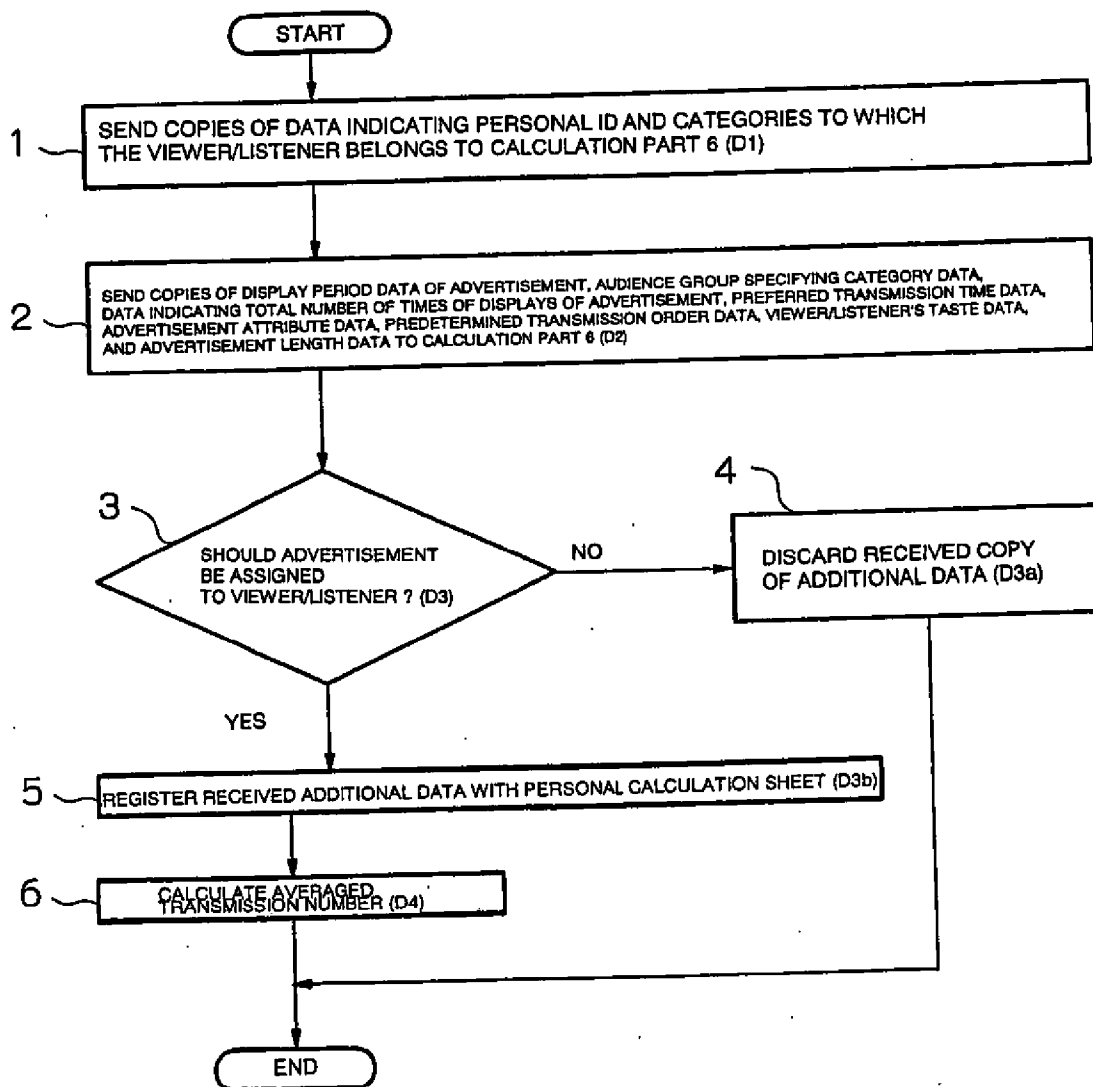 START
1
SEND COPIES OF DATA INDICATING PERSONAL ID AND CATEGORIES TO WHICH
THE VIEWER/LISTENER BELONGS TO CALCULATION PART 6 (D1)
2
SEND COPIES OF DISPLAY PERIOD DATA OF ADVERTISEMENT, AUDIENCE GROUP SPECIFYING CATEGORY DATA,
DATA INDICATING TOTAL NUMBER OF TIMES OF DISPLAYS OF ADVERTISEMENT, PREFERRED TRANSMISSION TIME DATA,
ADVERTISEMENT ATTRIBUTE DATA, PREDETERMINED TRANSMISSION ORDER DATA, VIEWER/LISTENER'S TASTE DATA,
AND ADVERTISEMENT LENGTH DATA TO CALCULATION PART 6 (D2)
3
SHOULD ADVERTISEMENT
BE ASSIGNED
TO VIEWER/LISTENER ? (D3)
NO
4
DISCARD RECEIVED COPY
OF ADDITIONAL DATA (D3a)
YES
5
REGISTER RECEIVED ADDITIONAL DATA WITH PERSONAL CALCULATION SHEET (D3b)
6
CALCULATE AVERAGED
TRANSMISSION NUMBER (D4)
END